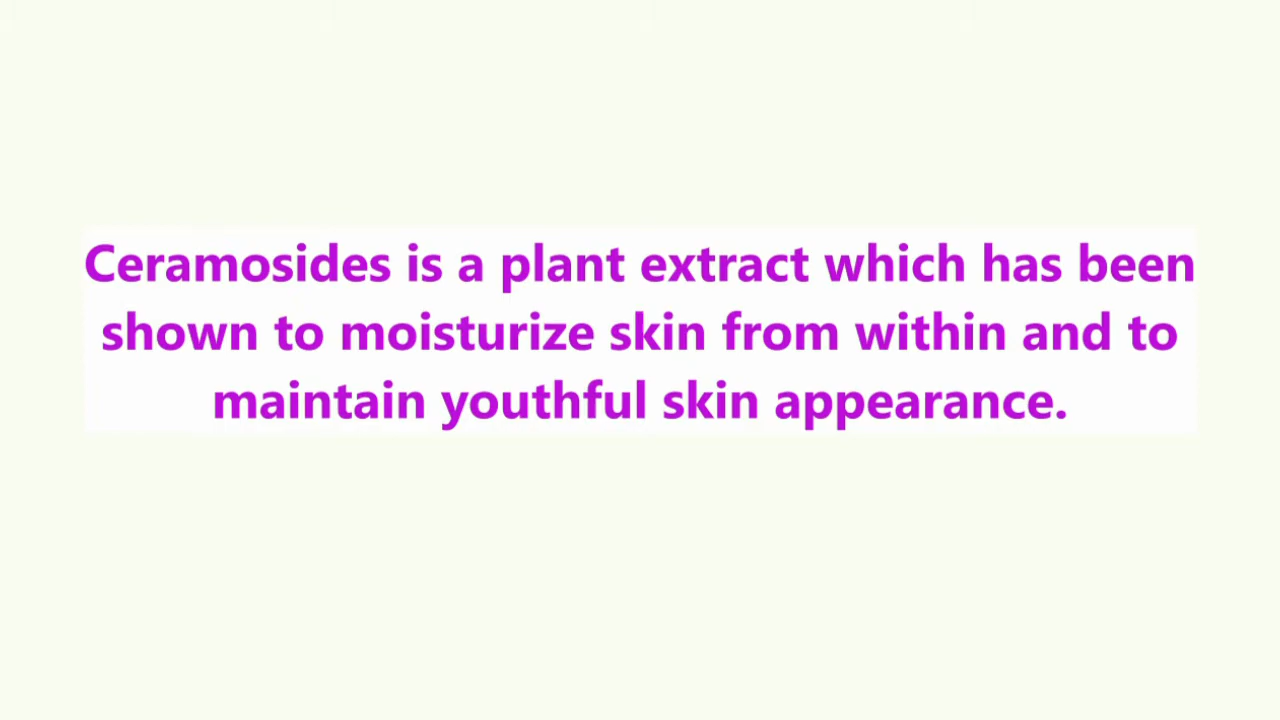 Ceramosides is a plant extract which has been
shown to moisturize skin from within and to
maintain youthful skin appearance.